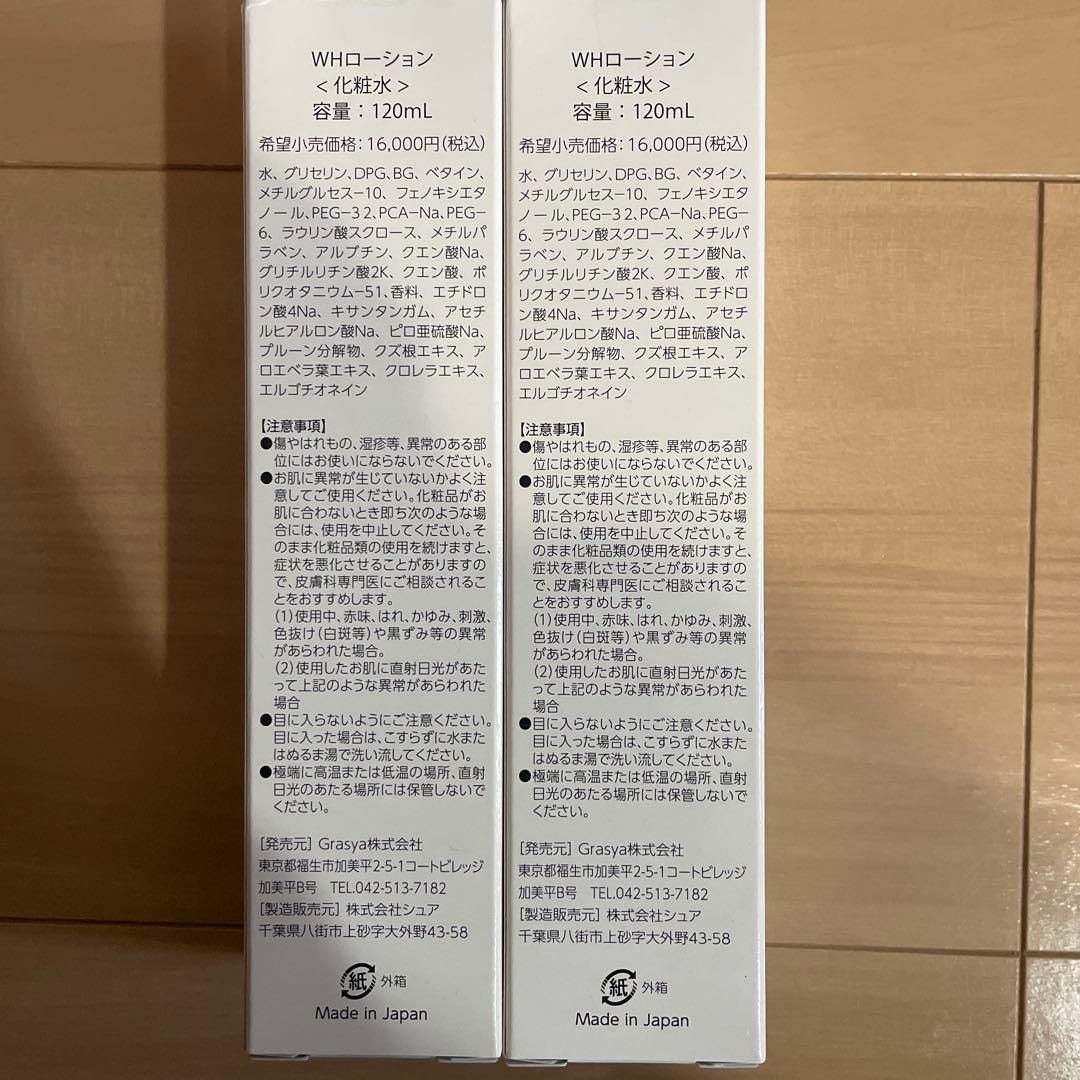 WHローション
＜化粧水＞
容量：120mL
希望小売価格：16,000円（税込）
水、グリセリン、DPG、BG、ベタイン、
メチルグルセス−10、フェノキシエタ
ノール、PEG−32、PCA−Na、PEG−
6、ラウリン酸スクロース、メチルパ
ラベン、アルブチン、クエン酸Na、
グリチルリチン酸2K、クエン酸、ポ
リクオタニウム−51、香料、エチドロ
ン酸4Na、キサンタンガム、アセチ
ルヒアルロン酸Na、ピロ亜硫酸Na、
プルーン分解物、クズ根エキス、ア
ロエベラ葉エキス、クロレラエキス、
エルゴチオネイン
【注意事項】
●傷やはれもの、湿疹等、異常のある部
位にはお使いにならないでください。
●お肌に異常が生じていないかよく注
意してご使用ください。化粧品がお
肌に合わないとき即ち次のような場
合には、使用を中止してください。そ
のまま化粧品類の使用を続けますと、
症状を悪化させることがありますの
で、皮膚科専門医にご相談されるこ
とをおすすめします。
（1）使用中、赤味、はれ、かゆみ、刺激、
色抜け（白斑等）や黒ずみ等の異常
があらわれた場合。
（2）使用したお肌に直射日光があた
って上記のような異常があらわれた
場合
●目に入らないようにご注意ください。
目に入った場合は、こすらずに水また
はぬるま湯で洗い流してください。
●極端に高温または低温の場所、直射
日光のあたる場所には保管しないで
ください。
［発売元］Grasya株式会社
東京都福生市加美平2-5-1コートビレッジ
加美平B号 TEL.042-513-7182
［製造販売元］株式会社シュア
千葉県八街市上砂字大外野43-58
紙 外箱
Made in Japan
WHローション
＜化粧水＞
容量：120mL
希望小売価格：16,000円（税込）
水、グリセリン、DPG、BG、ベタイン、
メチルグルセス−10、フェノキシエタ
ノール、PEG−32、PCA−Na、PEG−
6、ラウリン酸スクロース、メチルパ
ラベン、アルブチン、クエン酸Na、
グリチルリチン酸2K、クエン酸、ポ
リクオタニウム−51、香料、エチドロ
ン酸4Na、キサンタンガム、アセチ
ルヒアルロン酸Na、ピロ亜硫酸Na、
プルーン分解物、クズ根エキス、ア
ロエベラ葉エキス、クロレラエキス、
エルゴチオネイン
【注意事項】
●傷やはれもの、湿疹等、異常のある部
位にはお使いにならないでください。
●お肌に異常が生じていないかよく注
意してご使用ください。化粧品がお
肌に合わないとき即ち次のような場
合には、使用を中止してください。そ
のまま化粧品類の使用を続けますと、
症状を悪化させることがありますの
で、皮膚科専門医にご相談されるこ
とをおすすめします。
（1）使用中、赤味、はれ、かゆみ、刺激、
色抜け（白斑等）や黒ずみ等の異常
があらわれた場合。
（2）使用したお肌に直射日光があた
って上記のような異常があらわれた
場合
●目に入らないようにご注意ください。
目に入った場合は、こすらずに水また
はぬるま湯で洗い流してください。
●極端に高温または低温の場所、直射
日光のあたる場所には保管しないで
ください。
［発売元］Grasya株式会社
東京都福生市加美平2-5-1コートビレッジ
加美平B号 TEL.042-513-7182
［製造販売元］株式会社シュア
千葉県八街市上砂字大外野43-58
紙 外箱
Made in Japan